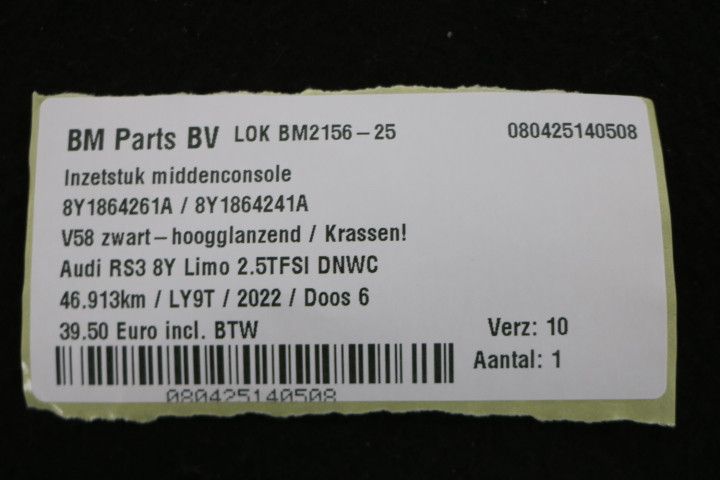 BM Parts BV LOK BM2156-25 080425140508
Inzetstuk middenconsole
8Y1864261A / 8Y1864241A
V58 zwart-hoogglanzend / Krassen!
Audi RS3 8Y Limo 2.5TFSI DNWC
46.913km / LY9T / 2022 / Doos 6
39.50 Euro incl. BTW Verz: 10
Aantal: 1
080425140508